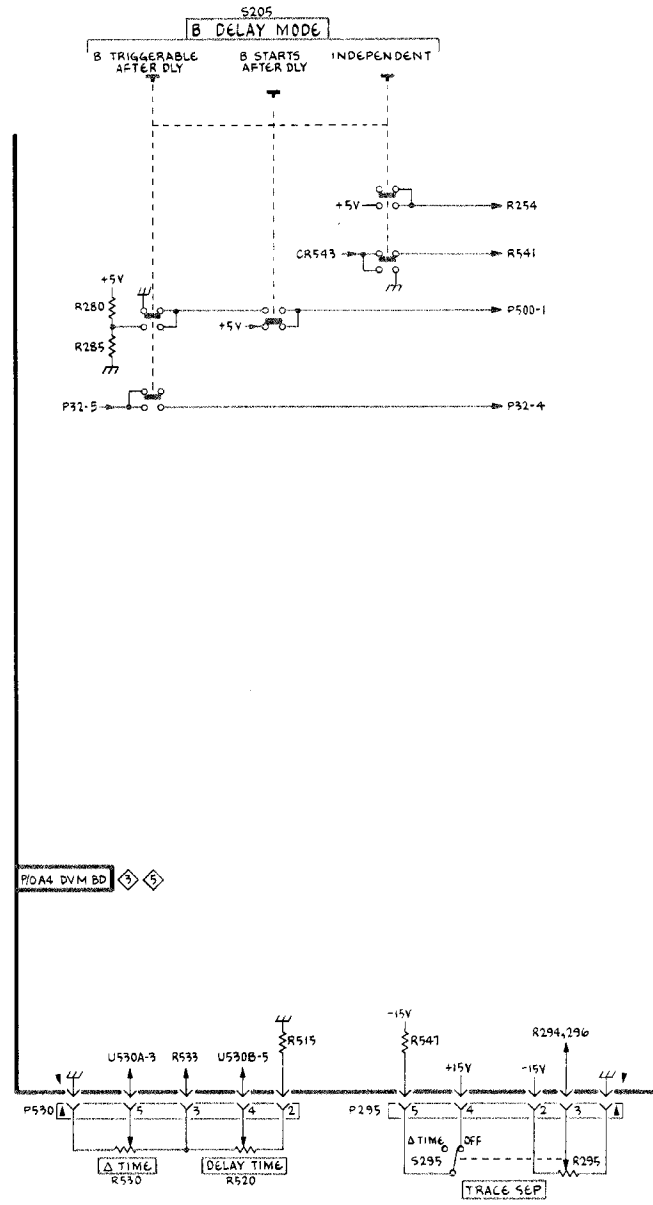 S205
B DELAY MODE
B TRIGGERABLE
AFTER DLY
B STARTS
AFTER DLY
INDEPENDENT
+5V
R254
CR543
R541
+5V
R280
R285
+5V
P500-1
P32-5
P32-4
P/O A4 DVM BD
3
5
U530A-3
R533
U530B-5
R515
-15V
R547
+15V
-15V
R294,296
P530
5
3
4
2
P295
5
4
2
3
Δ TIME
R530
DELAY TIME
R520
Δ TIME
OFF
S295
R295
TRACE SEP